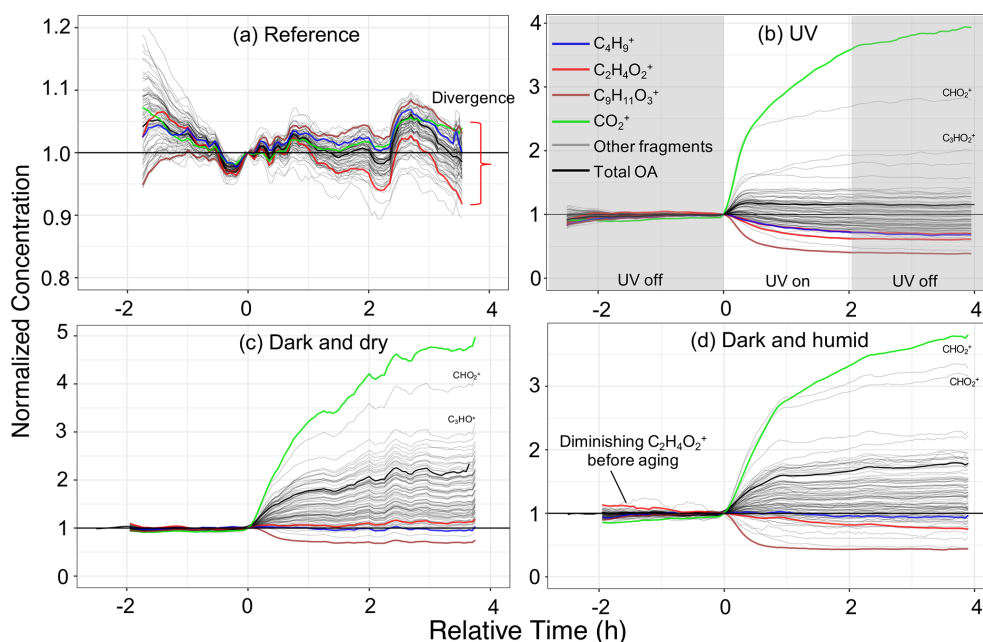 Normalized Concentration
(a) Reference
1.2
1.1
1.0
0.9
0.8
-2
0
2
4
Divergence
(b) UV
4
3
2
1
0
C₄H₉⁺
C₂H₄O₂⁺
C₉H₁₁O₃⁺
CO₂⁺
Other fragments
Total OA
CHO₂⁺
C₃HO₂⁺
UV off
UV on
UV off
-2
0
2
4
(c) Dark and dry
5
4
3
2
1
0
CHO₂⁺
C₃HO⁺
-2
0
2
4
(d) Dark and humid
3
2
1
0
CHO₂⁺
CHO₂⁺
Diminishing C₂H₄O₂⁺
before aging
-2
0
2
4
Relative Time (h)